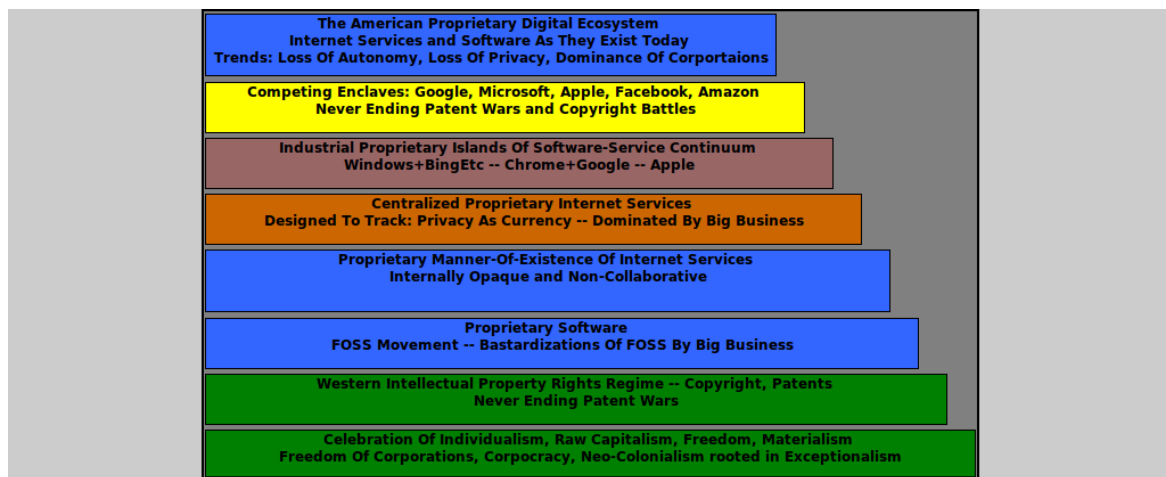 The American Proprietary Digital Ecosystem
Internet Services and Software As They Exist Today
Trends: Loss Of Autonomy, Loss Of Privacy, Dominance Of Corportaions
Competing Enclaves: Google, Microsoft, Apple, Facebook, Amazon
Never Ending Patent Wars and Copyright Battles
Industrial Proprietary Islands Of Software-Service Continuum
Windows+BingEtc -- Chrome+Google -- Apple
Centralized Proprietary Internet Services
Designed To Track: Privacy As Currency -- Dominated By Big Business
Proprietary Manner-Of-Existence Of Internet Services
Internally Opaque and Non-Collaborative
Proprietary Software
FOSS Movement -- Bastardizations Of FOSS By Big Business
Western Intellectual Property Rights Regime -- Copyright, Patents
Never Ending Patent Wars
Celebration Of Individualism, Raw Capitalism, Freedom, Materialism
Freedom Of Corporations, Corpocracy, Neo-Colonialism rooted in Exceptionalism